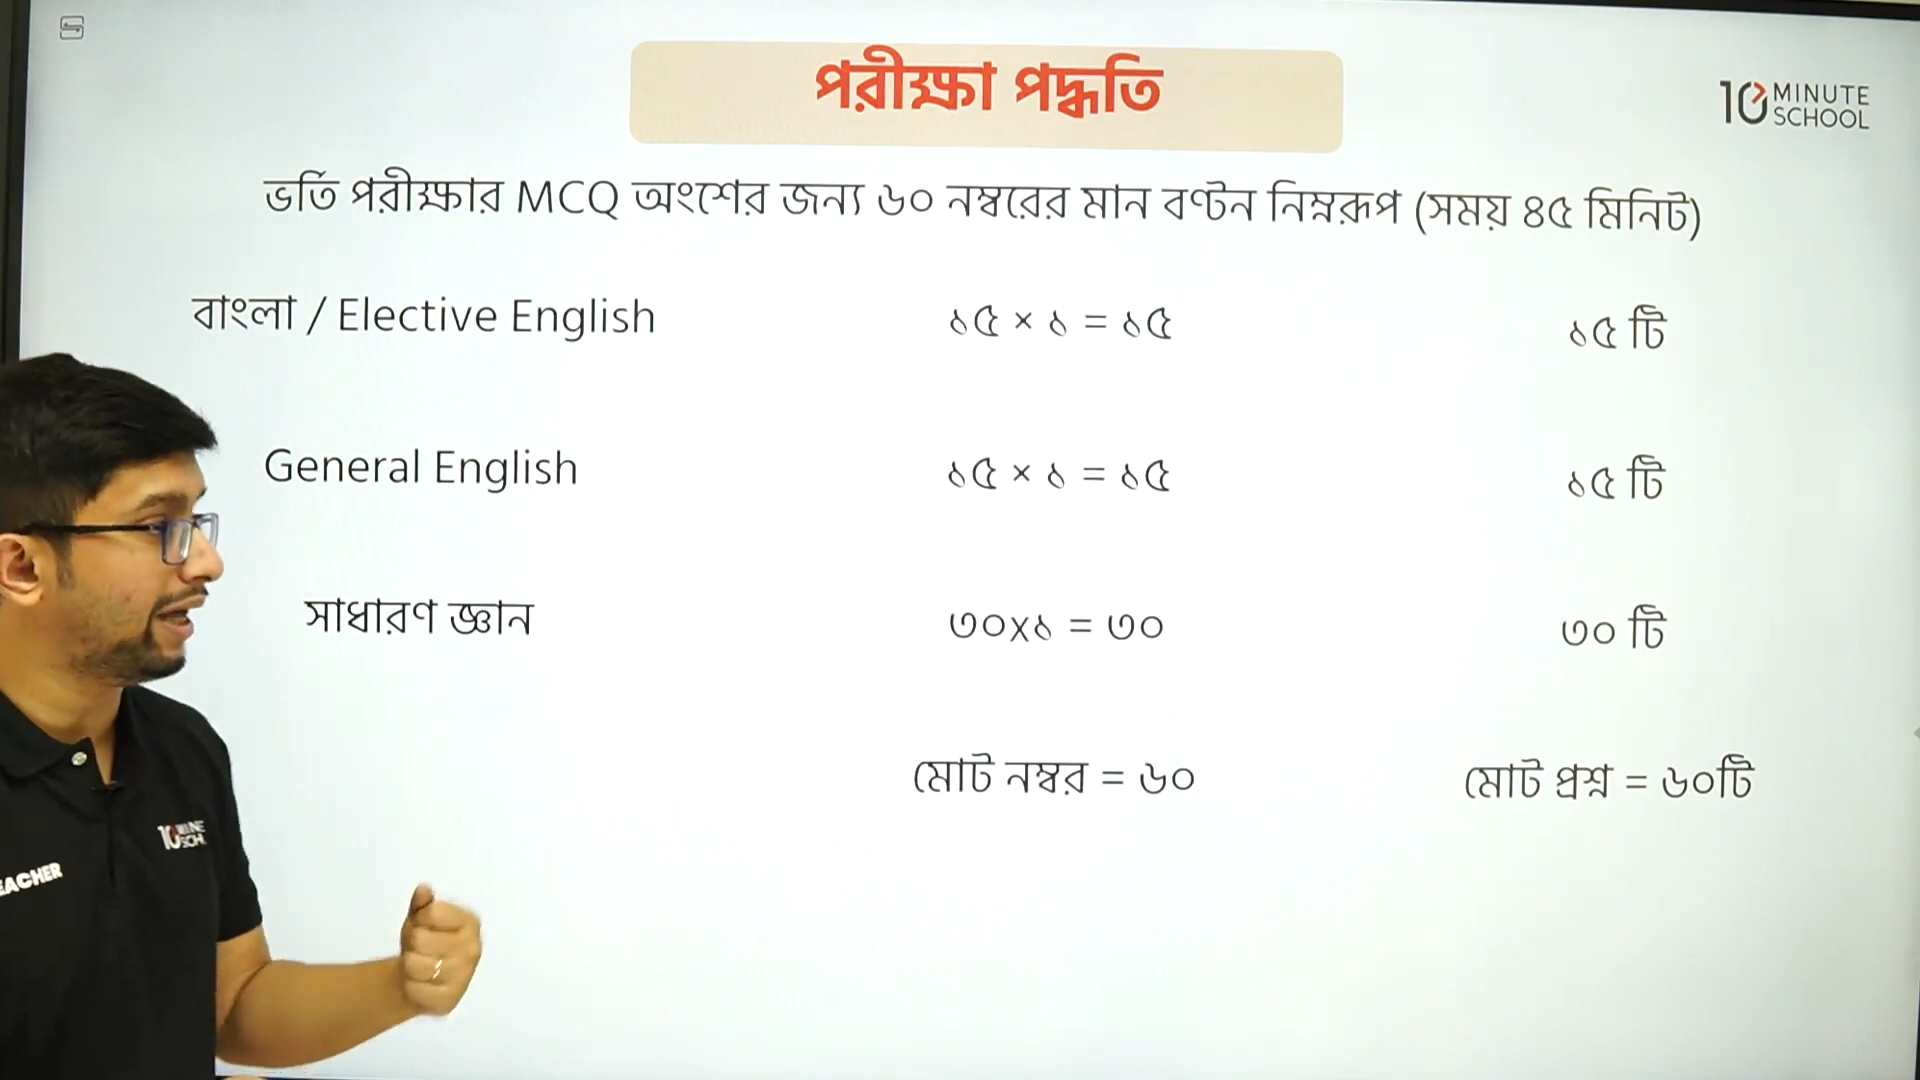 পরীক্ষা পদ্ধতি
10 MINUTE SCHOOL
ভর্তি পরীক্ষার MCQ অংশের জন্য ৬০ নম্বরের মান বণ্টন নিম্নরূপ (সময় ৪৫ মিনিট)
বাংলা / Elective English ১৫ × ১ = ১৫ ১৫ টি
General English ১৫ × ১ = ১৫ ১৫ টি
সাধারণ জ্ঞান ৩০x১ = ৩০ ৩০ টি
মোট নম্বর = ৬০ মোট প্রশ্ন = ৬০টি
EACHER